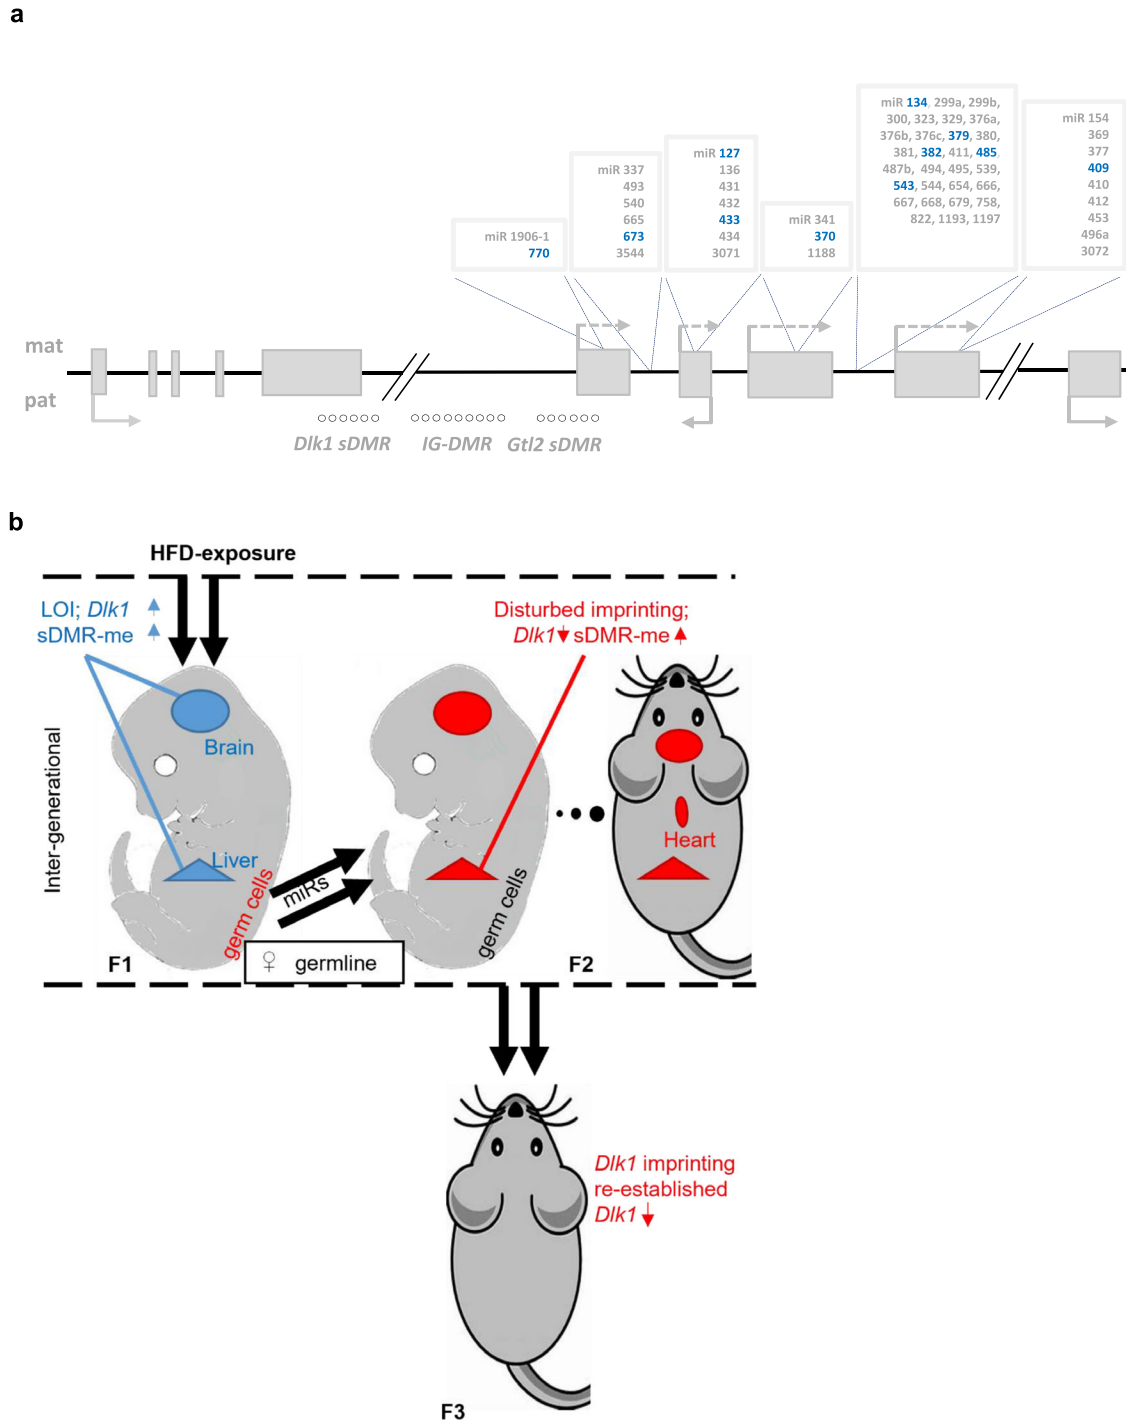 a
miR 1906-1
770
miR 337
493
540
665
673
3544
miR 127
136
431
432
433
434
3071
miR 341
370
1188
miR 134, 299a, 299b,
300, 323, 329, 376a,
376b, 376c, 379, 380,
381, 382, 411, 485,
487b, 494, 495, 539,
543, 544, 654, 666,
667, 668, 679, 758,
822, 1193, 1197
miR 154
369
377
409
410
412
453
496a
3072
mat
pat
Dlk1 sDMR
IG-DMR
Gtl2 sDMR
b
HFD-exposure
LOI; Dlk1
sDMR-me
Disturbed imprinting;
Dlk1 sDMR-me
Inter-generational
Brain
Liver
germ cells
miRs
♀ germline
germ cells
Heart
F1
F2
Dlk1 imprinting
re-established
Dlk1
F3